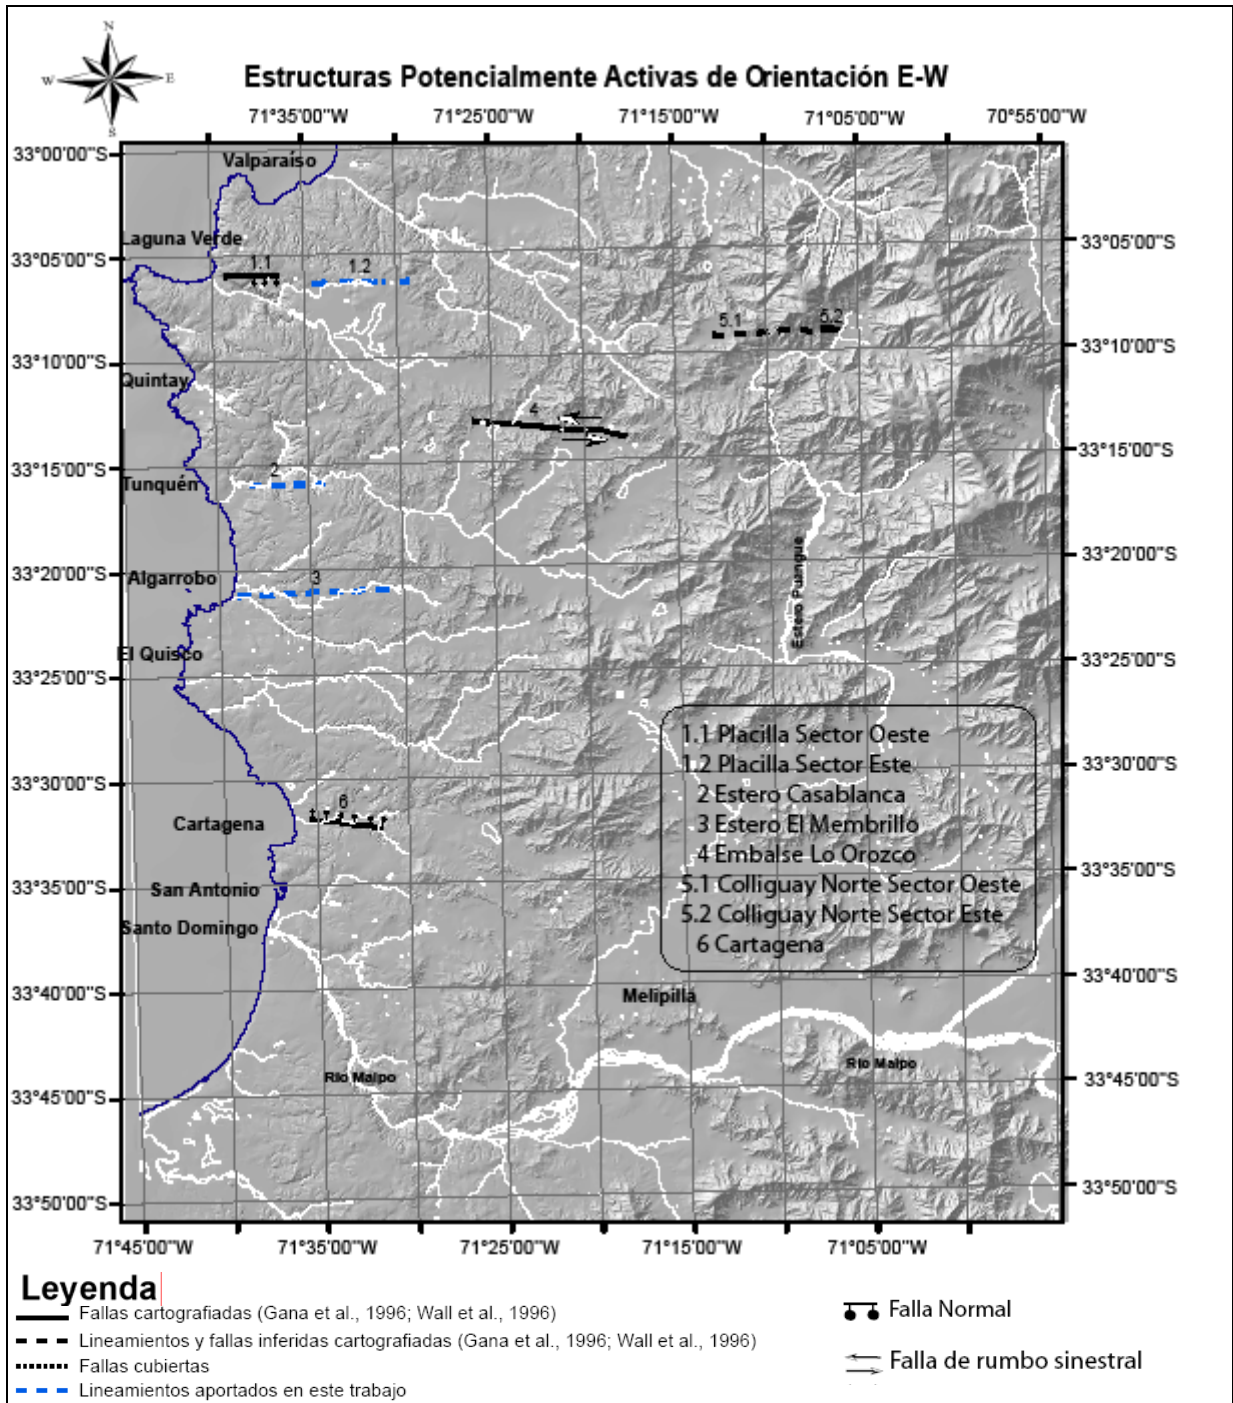 N
W E
S
Estructuras Potencialmente Activas de Orientación E-W
71°35'00"W 71°25'00"W 71°15'00"W 71°05'00"W 70°55'00"W
33°00'00"S
Valparaíso
Laguna Verde
33°05'00"S
33°05'00"S
1.1
1.2
5.1
5.2
33°10'00"S
33°10'00"S
Quintay
4
33°15'00"S
33°15'00"S
Tunquén
2
Estero Puangue
33°20'00"S
33°20'00"S
Algarrobo
3
El Quisco
33°25'00"S
33°25'00"S
1.1 Placilla Sector Oeste
1.2 Placilla Sector Este
2 Estero Casablanca
3 Estero El Membrillo
4 Embalse Lo Orozco
5.1 Colliguay Norte Sector Oeste
5.2 Colliguay Norte Sector Este
6 Cartagena
33°30'00"S
33°30'00"S
6
Cartagena
33°35'00"S
33°35'00"S
San Antonio
Santo Domingo
33°40'00"S
33°40'00"S
Melipilla
Río Maipo
Río Maipo
33°45'00"S
33°45'00"S
33°50'00"S
33°50'00"S
71°45'00"W 71°35'00"W 71°25'00"W 71°15'00"W 71°05'00"W
Leyenda
Fallas cartografiadas (Gana et al., 1996; Wall et al., 1996)
Lineamientos y fallas inferidas cartografiadas (Gana et al., 1996; Wall et al., 1996)
Fallas cubiertas
Lineamientos aportados en este trabajo
Falla Normal
Falla de rumbo sinestral